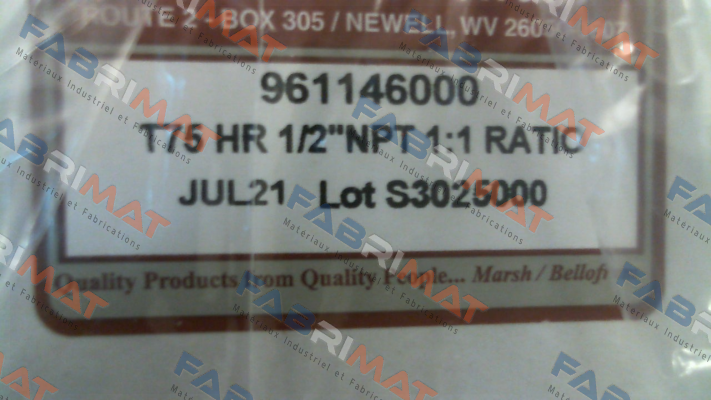 ROUTE 2 - BOX 305 / NEWELL, WV
961146000
T75 HR 1/2"NPT 1:1 RATIO
JUL21 Lot S3025000
Quality Products from Quality People... Marsh / Bellofram
FABRIMAT
Materiaux Industriel et Fabrications